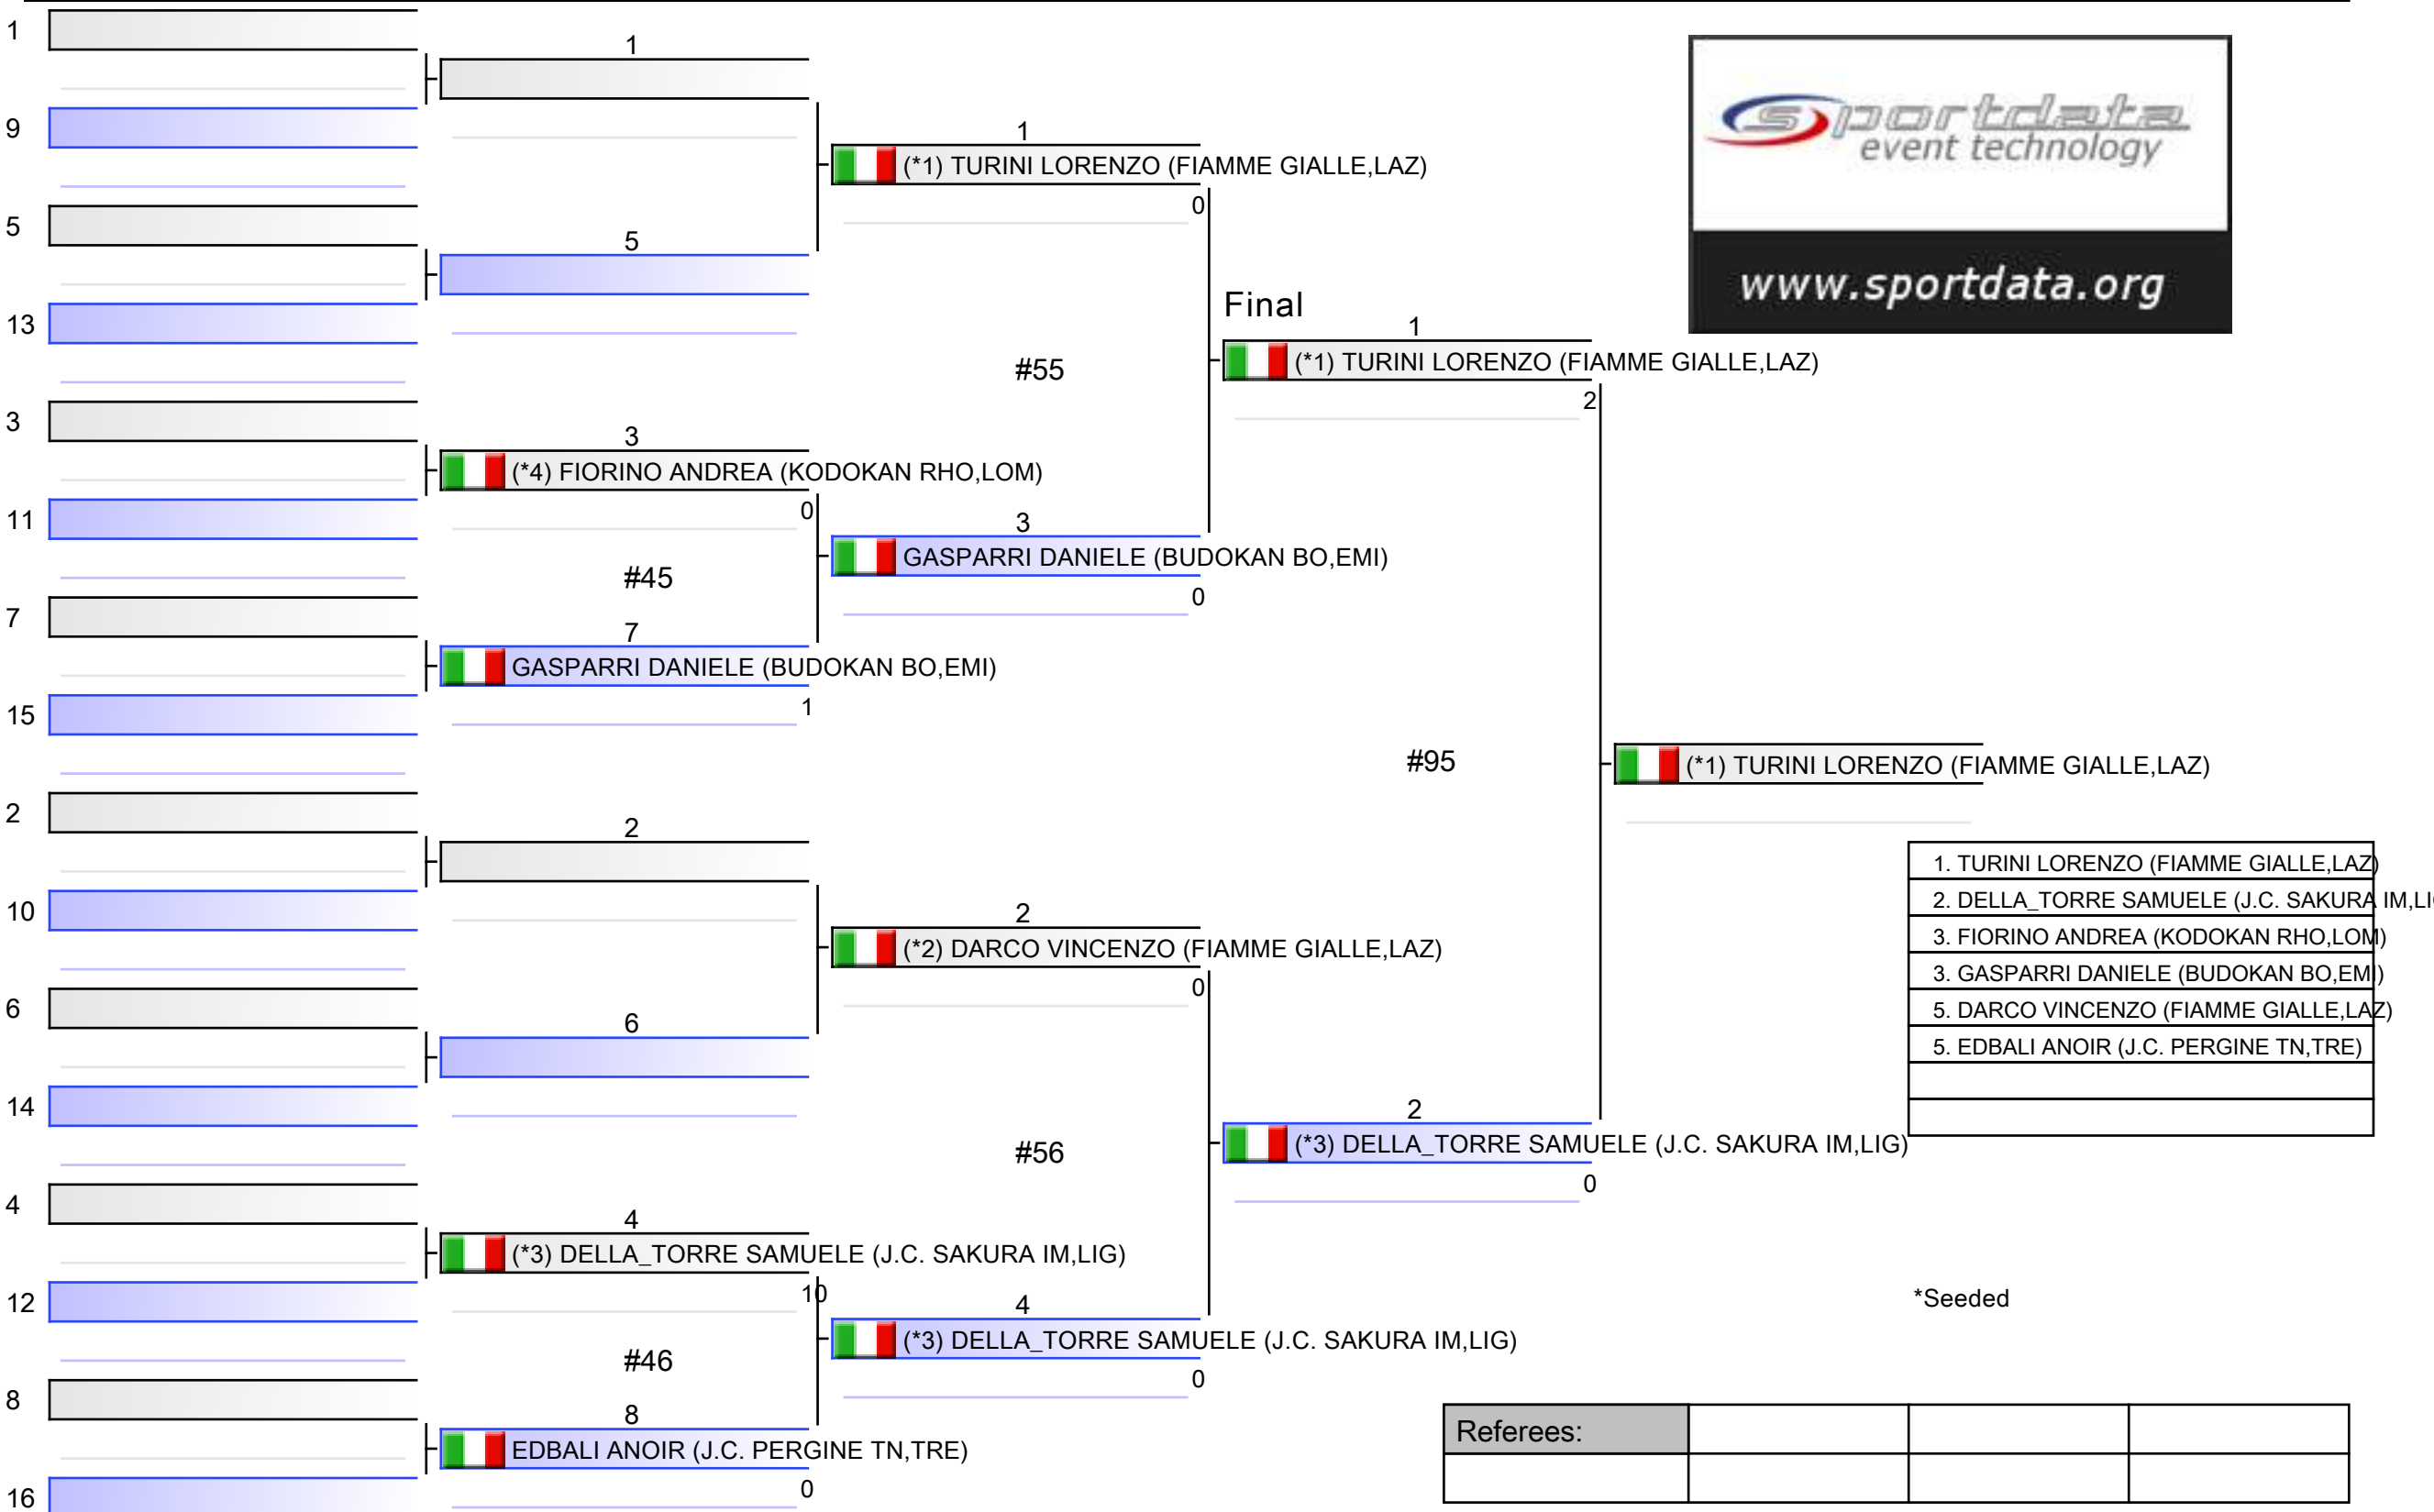 1
1
9
1
(*1) TURINI LORENZO (FIAMME GIALLE,LAZ)
0
5
5
13
sportdata
event technology
www.sportdata.org
Final
1
(*1) TURINI LORENZO (FIAMME GIALLE,LAZ)
2
#55
3
3
(*4) FIORINO ANDREA (KODOKAN RHO,LOM)
0
11
3
GASPARRI DANIELE (BUDOKAN BO,EMI)
0
#45
7
7
GASPARRI DANIELE (BUDOKAN BO,EMI)
1
15
#95
(*1) TURINI LORENZO (FIAMME GIALLE,LAZ)
2
2
10
2
(*2) DARCO VINCENZO (FIAMME GIALLE,LAZ)
0
1. TURINI LORENZO (FIAMME GIALLE,LAZ)
2. DELLA_TORRE SAMUELE (J.C. SAKURA IM,LI
3. FIORINO ANDREA (KODOKAN RHO,LOM)
3. GASPARRI DANIELE (BUDOKAN BO,EMI)
5. DARCO VINCENZO (FIAMME GIALLE,LAZ)
5. EDBALI ANOIR (J.C. PERGINE TN,TRE)
6
6
14
#56
2
(*3) DELLA_TORRE SAMUELE (J.C. SAKURA IM,LIG)
0
4
4
(*3) DELLA_TORRE SAMUELE (J.C. SAKURA IM,LIG)
10
12
4
(*3) DELLA_TORRE SAMUELE (J.C. SAKURA IM,LIG)
0
*Seeded
#46
8
8
EDBALI ANOIR (J.C. PERGINE TN,TRE)
0
16
Referees: